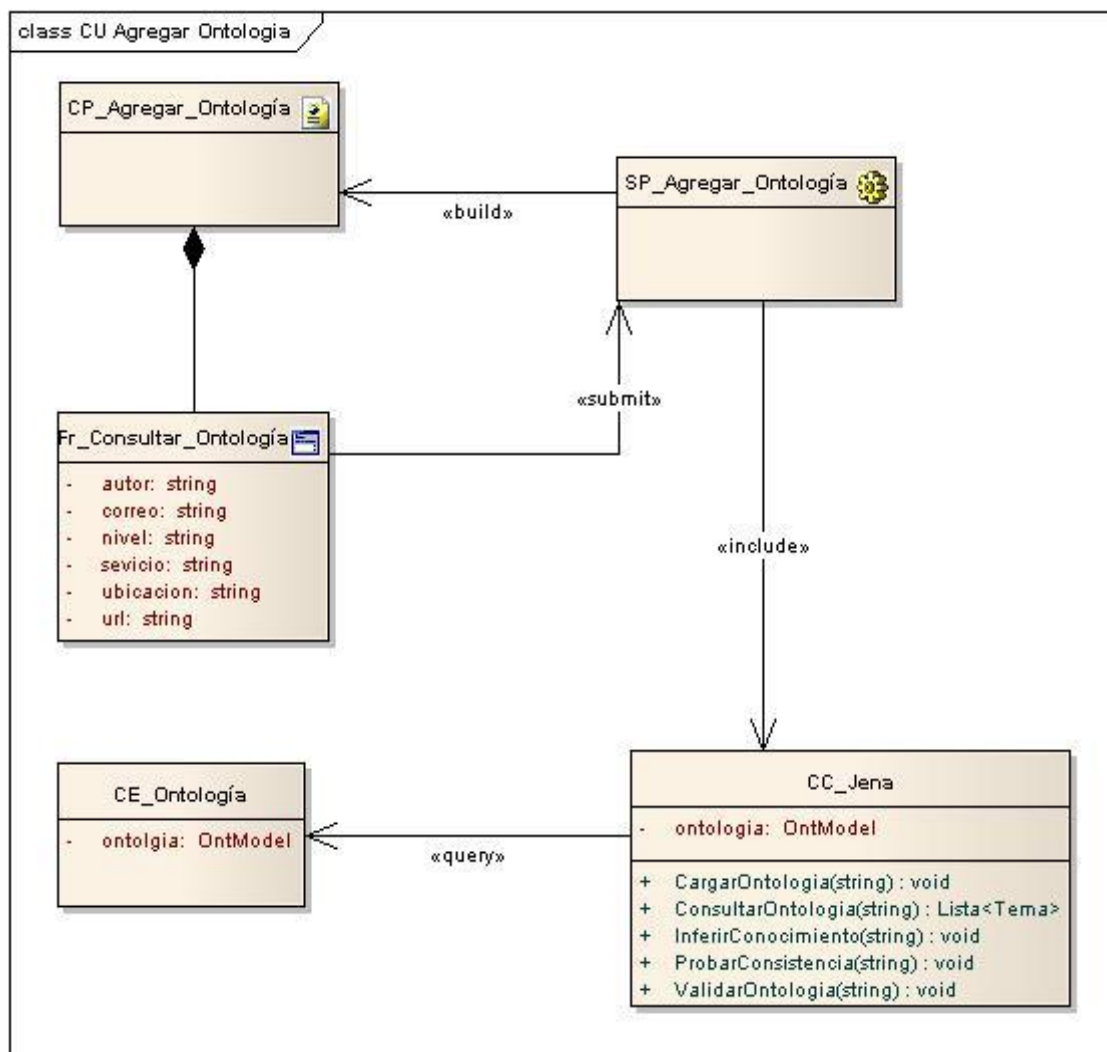 class CU Agregar Ontologia
CP_Agregar_Ontología
SP_Agregar_Ontología
«build»
«submit»
Fr_Consultar_Ontología
- autor: string
- correo: string
- nivel: string
- sevicio: string
- ubicacion: string
- url: string
«include»
CE_Ontología
- ontolgia: OntModel
«query»
CC_Jena
- ontologia: OntModel
+ CargarOntologia(string) : void
+ ConsultarOntologia(string) : Lista<Tema>
+ InferirConocimiento(string) : void
+ ProbarConsistencia(string) : void
+ ValidarOntologia(string) : void